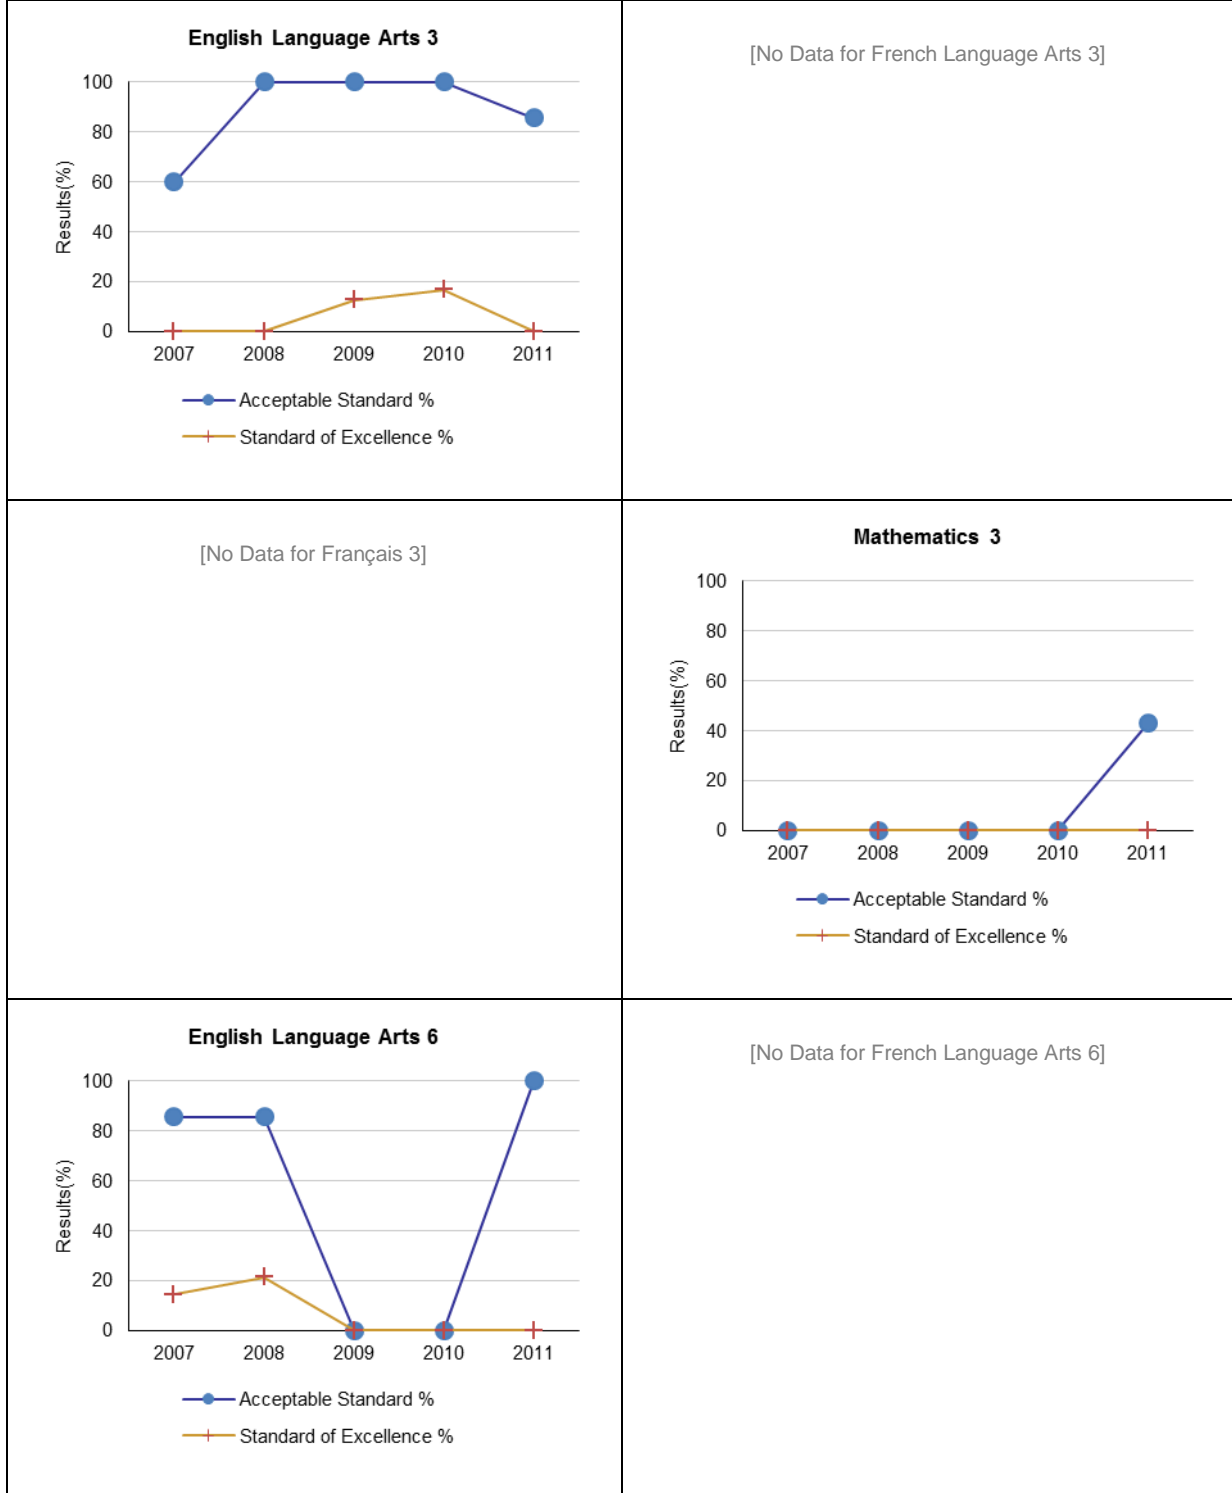 English Language Arts 3
100
80
60
40
20
0
Results(%)
2007 2008 2009 2010 2011
Acceptable Standard %
Standard of Excellence %
[No Data for French Language Arts 3]
[No Data for Français 3]
Mathematics 3
100
80
60
40
20
0
Results(%)
2007 2008 2009 2010 2011
Acceptable Standard %
Standard of Excellence %
English Language Arts 6
100
80
60
40
20
0
Results(%)
2007 2008 2009 2010 2011
Acceptable Standard %
Standard of Excellence %
[No Data for French Language Arts 6]